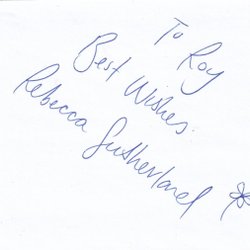 To Roy
Best Wishes.
Rebecca Sutherland